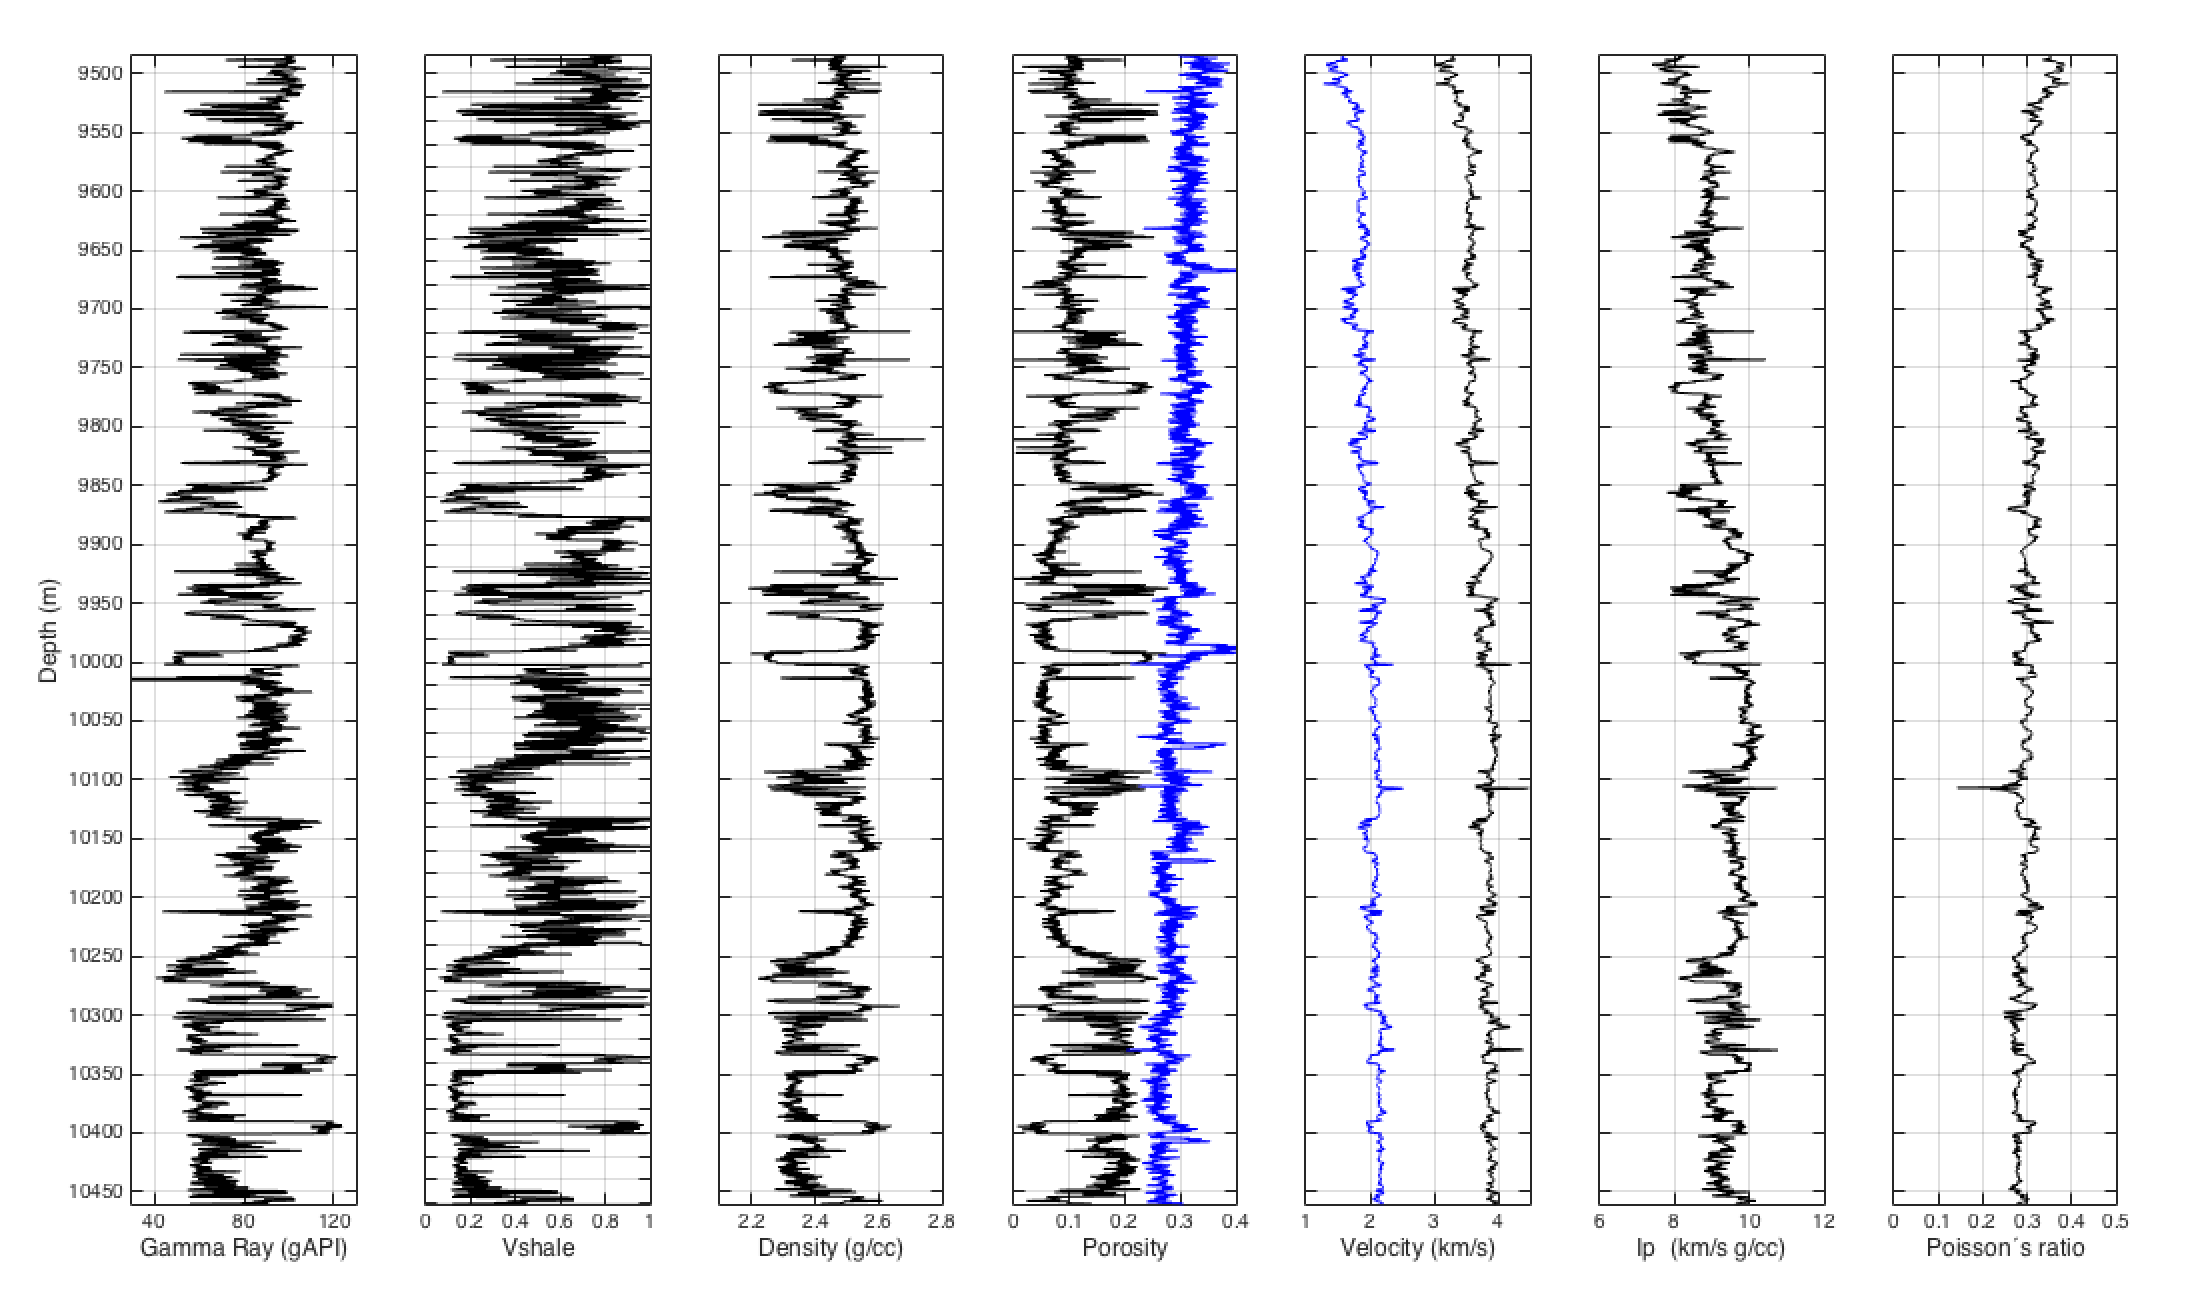 9500
9550
9600
9650
9700
9750
9800
9850
9900
9950
10000
10050
10100
10150
10200
10250
10300
10350
10400
10450
Depth (m)
40 80 120
Gamma Ray (gAPI)
0 0.2 0.4 0.6 0.8 1
Vshale
2.2 2.4 2.6 2.8
Density (g/cc)
0 0.1 0.2 0.3 0.4
Porosity
1 2 3 4
Velocity (km/s)
6 8 10 12
Ip (km/s g/cc)
0 0.1 0.2 0.3 0.4 0.5
Poisson´s ratio